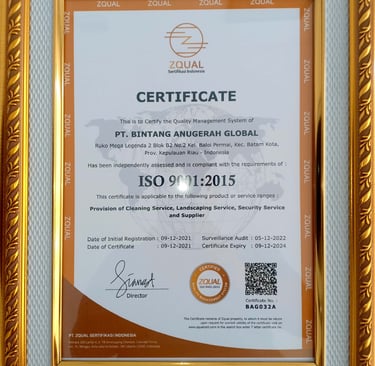 ZQUAL
Sertifikasi Indonesia
CERTIFICATE
This is to Certify the Quality Management System of
PT. BINTANG ANUGERAH GLOBAL
Ruko Mega Legenda 2 Blok B2 No.2 Kel. Baloi Permai, Kec. Batam Kota,
Prov. Kepulauan Riau - Indonesia
Has been independently assessed and is compliant with the requirements of :
ISO 9001:2015
This certificate is applicable to the following product or service ranges :
Provision of Cleaning Service, Landscaping Service, Security Service
and Supplier
Date of Initial Registration : 09-12-2021
Surveillance Audit : 05-12-2022
Date of Certificate : 09-12-2021
Certificate Expiry : 09-12-2024
Director
CERTIFIED
ZQUAL
Certificate No.
BAG032A
PT. ZQUAL SERTIFIKASI INDONESIA
ZQUAL
ZQUAL
ZQUAL
ZQUAL